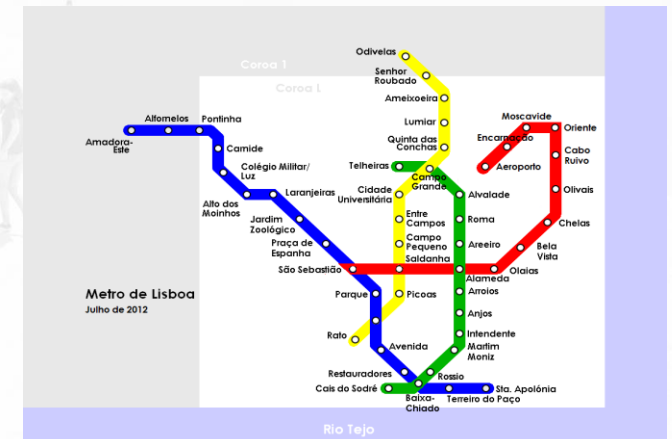 Odivelas
Coroa 1
Senhor
Roubado
Coroa L
Ameixoeira
Moscavide
Alfornelos
Pontinha
Lumiar
Encarnação
Oriente
Amadora-
Este
Camide
Quinta das
Conchas
Cabo
Ruivo
Colégio Militar/
Luz
Telheiras
Campo
Grande
Aeroporto
Alto dos
Moinhos
Laranjeiras
Cidade
Universitária
Alvalade
Olivais
Jardim
Zoológico
Entre
Campos
Roma
Chelas
Praça de
Espanha
Campo
Pequeno
Areeiro
Bela
Vista
São Sebastião
Saldanha
Alameda
Olaias
Metro de Lisboa
Julho de 2012
Parque
Picoas
Arroios
Anjos
Rato
Intendente
Avenida
Martim
Moniz
Restauradores
Rossio
Cais do Sodré
Baixa-
Chiado
Sta. Apolónia
Terreiro do Paço
Rio Tejo